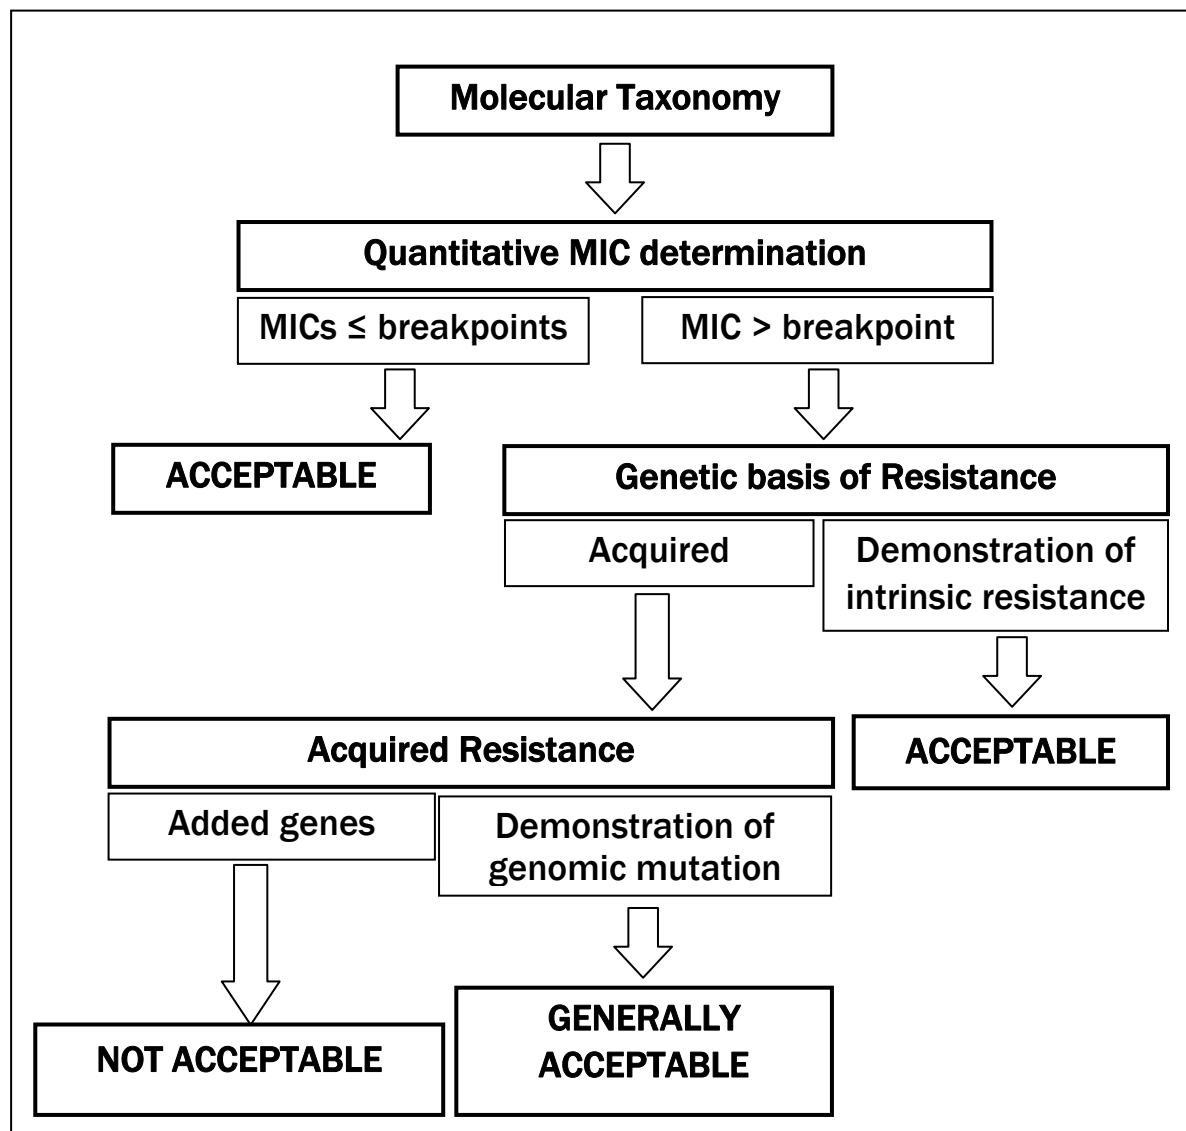 Molecular Taxonomy
Quantitative MIC determination
MICs ≤ breakpoints
MIC > breakpoint
ACCEPTABLE
Genetic basis of Resistance
Acquired
Demonstration of
intrinsic resistance
Acquired Resistance
ACCEPTABLE
Added genes
Demonstration of
genomic mutation
NOT ACCEPTABLE
GENERALLY
ACCEPTABLE